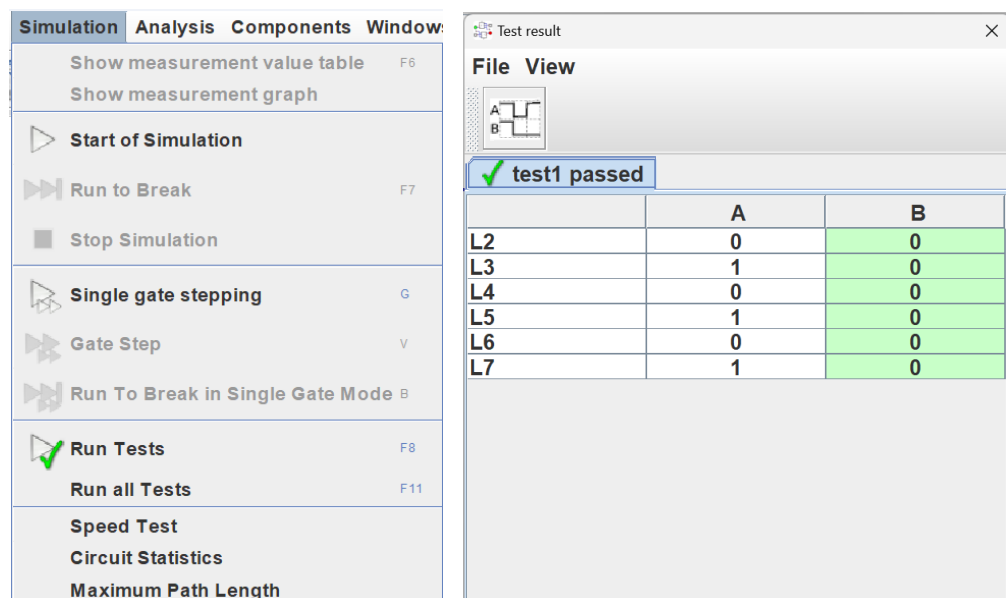 Simulation Analysis Components Windows
Show measurement value table F6
Show measurement graph
Start of Simulation
Run to Break F7
Stop Simulation
Single gate stepping G
Gate Step V
Run To Break in Single Gate Mode B
Run Tests F8
Run all Tests F11
Speed Test
Circuit Statistics
Maximum Path Length
Test result
File View
A
B
test1 passed
A B
L2 0 0
L3 1 0
L4 0 0
L5 1 0
L6 0 0
L7 1 0